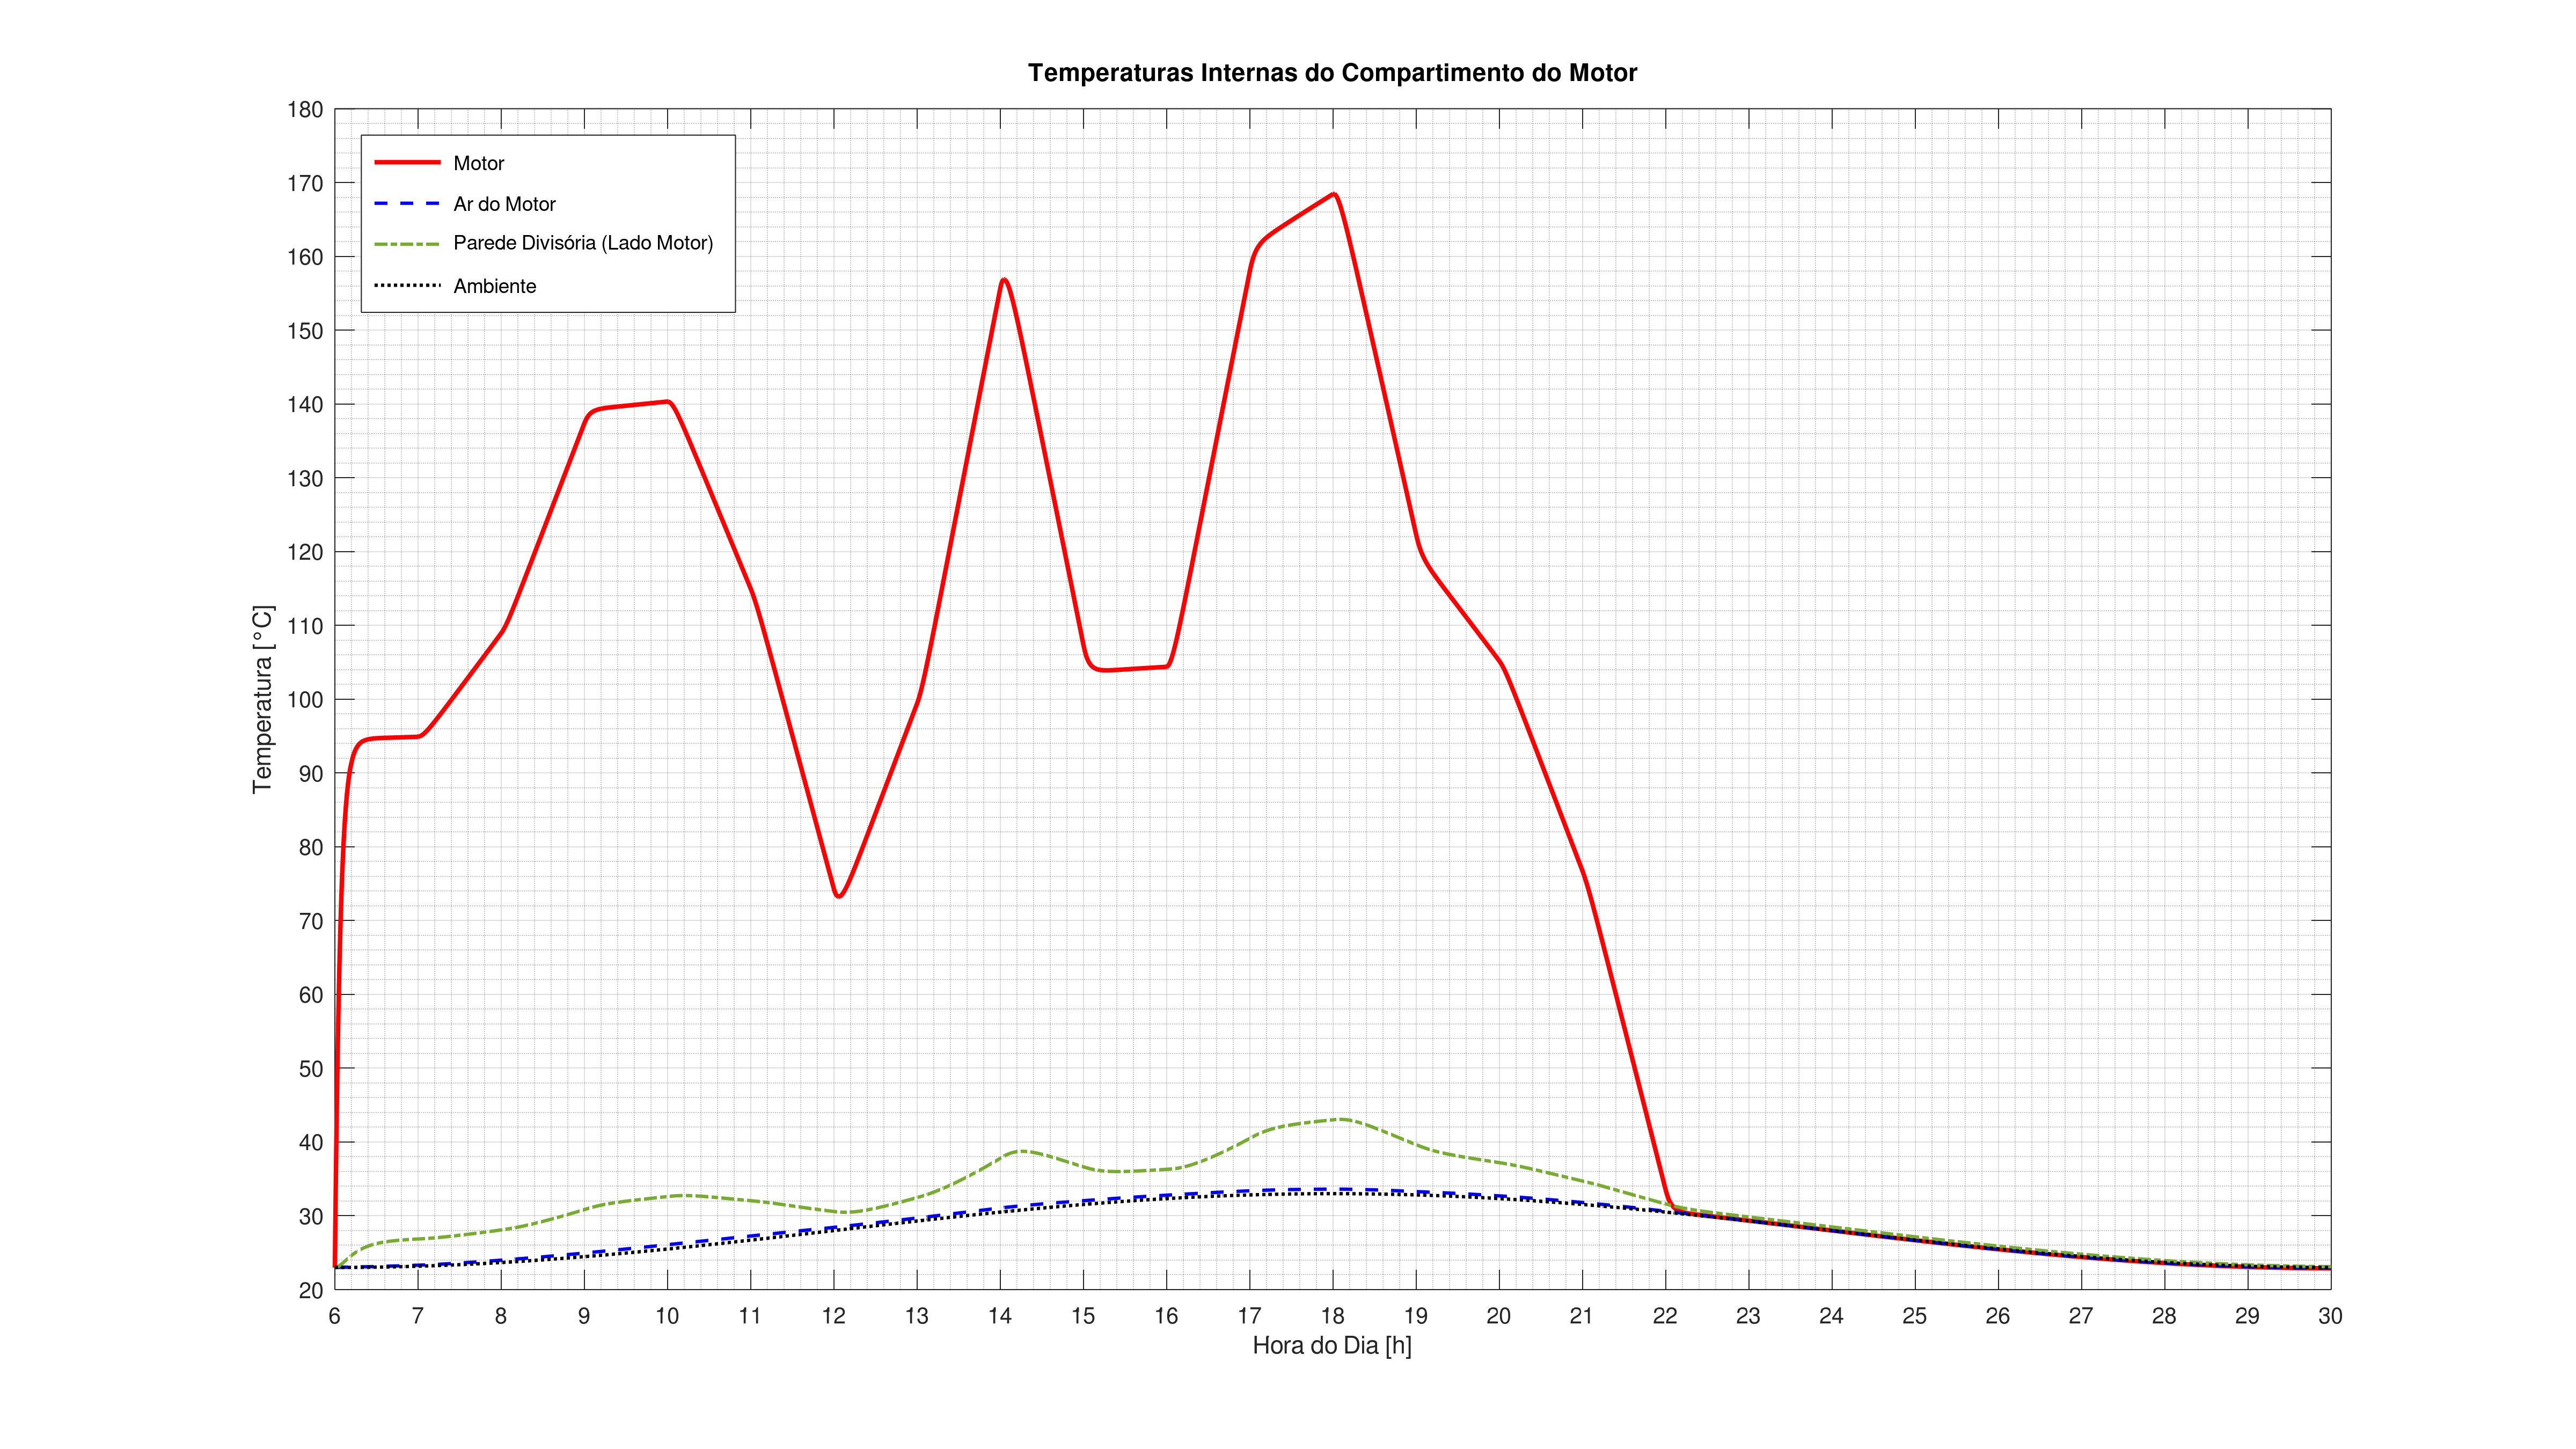 Temperaturas Internas do Compartimento do Motor
180
170
160
150
140
130
120
110
100
90
80
70
60
50
40
30
20
Temperatura [°C]
Motor
Ar do Motor
Parede Divisória (Lado Motor)
Ambiente
6 7 8 9 10 11 12 13 14 15 16 17 18 19 20 21 22 23 24 25 26 27 28 29 30
Hora do Dia [h]